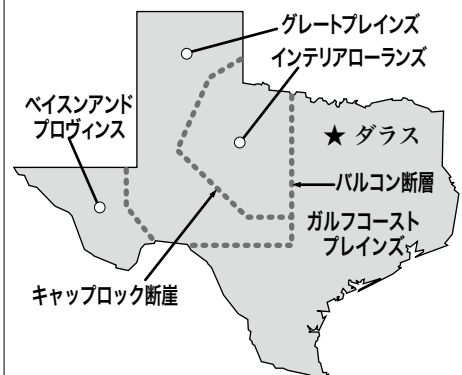 グレートプレインズ
インテリアローランズ
ベイスンアンド
プロヴィンス
★ ダラス
バルコン断層
ガルフコースト
プレインズ
キャップロック断崖